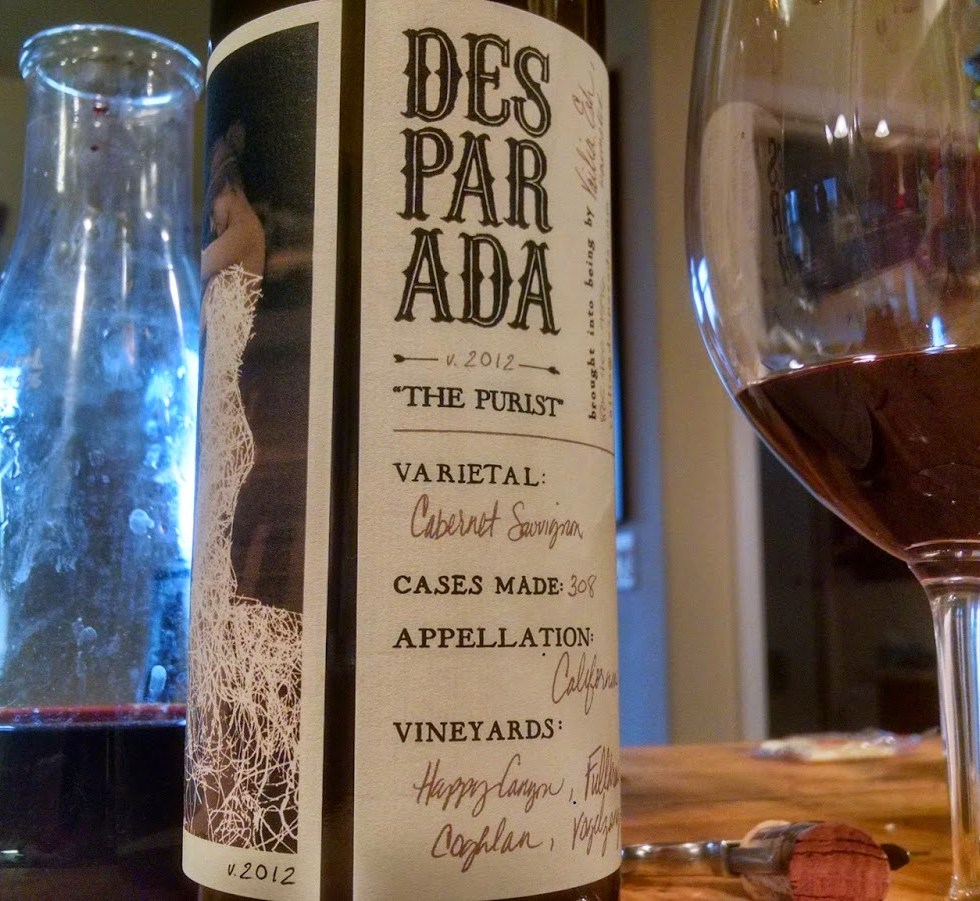 DES
PAR
ADA
v. 2012
"THE PURIST"
VARIETAL:
Cabernet Sauvignon
CASES MADE: 308
APPELLATION:
California
VINEYARDS:
Happy Canyon,
Coghlan,
brought into being by Vailia
v. 2012